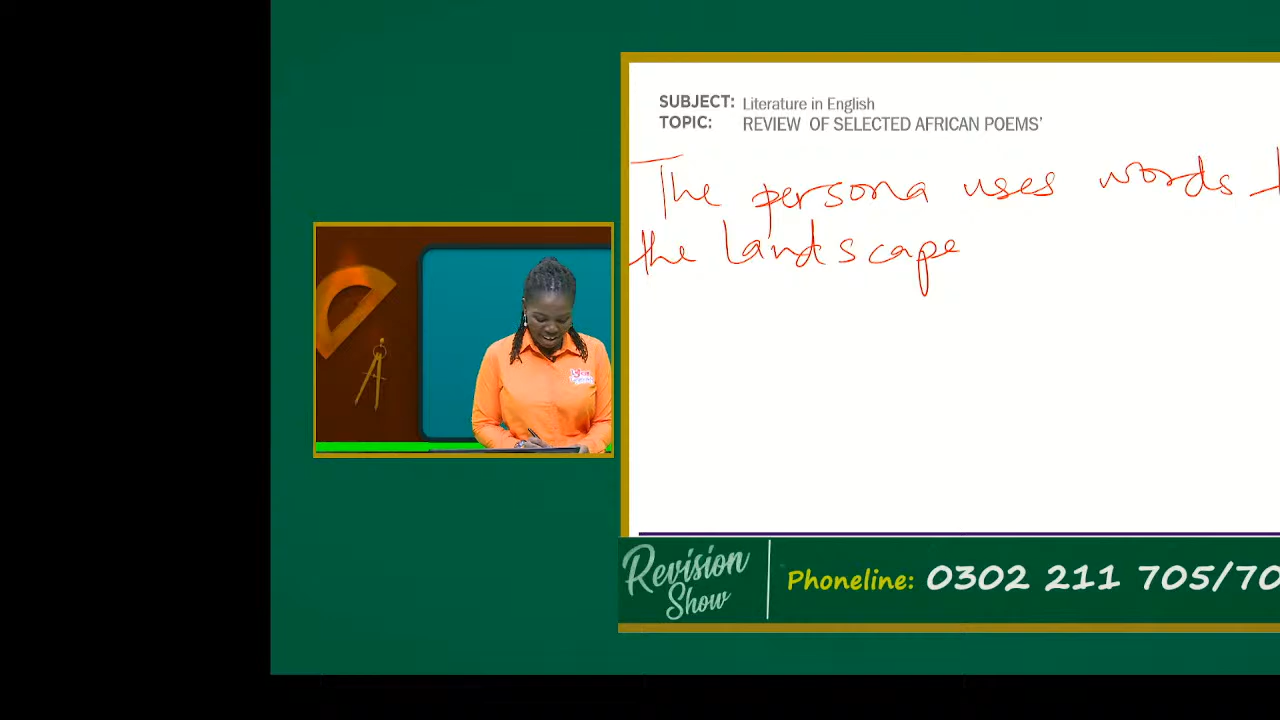 SUBJECT: Literature in English
TOPIC: REVIEW OF SELECTED AFRICAN POEMS'
The persona uses words
the landscape
Revision
Show
Phoneline: 0302 211 705/70